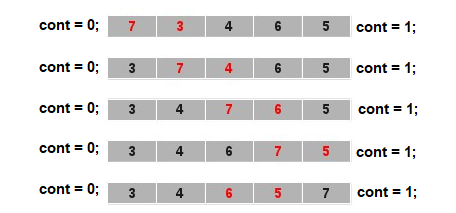 cont = 0; 7 3 4 6 5 cont = 1;
cont = 0; 3 7 4 6 5 cont = 1;
cont = 0; 3 4 7 6 5 cont = 1;
cont = 0; 3 4 6 7 5 cont = 1;
cont = 0; 3 4 6 5 7 cont = 1;